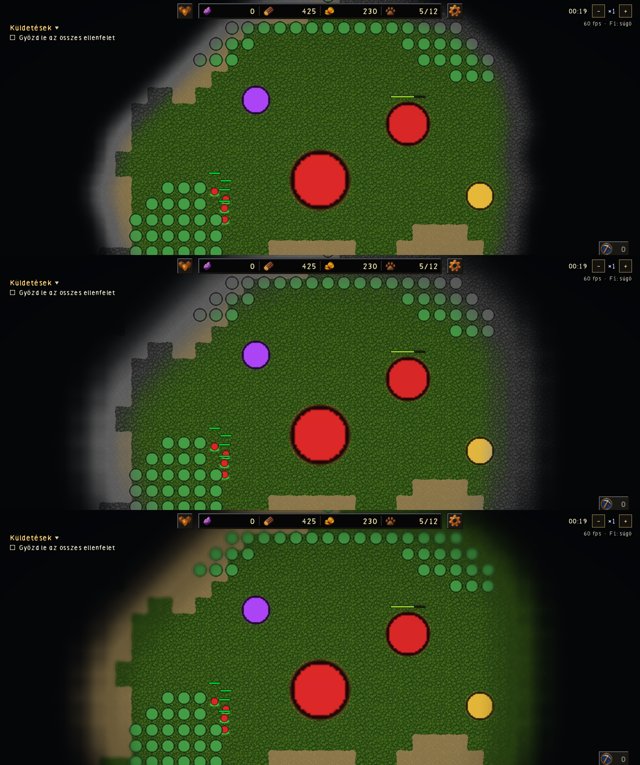 0 425 230 5/12 00:19 - ×1 +
60 fps · F1: súgó
Küldetések ▾
☐ Győzd le az összes ellenfelet
0
0 425 230 5/12 00:19 - ×1 +
60 fps · F1: súgó
Küldetések ▾
☐ Győzd le az összes ellenfelet
0
0 425 230 5/12 00:19 - ×1 +
60 fps · F1: súgó
Küldetések ▾
☐ Győzd le az összes ellenfelet
0